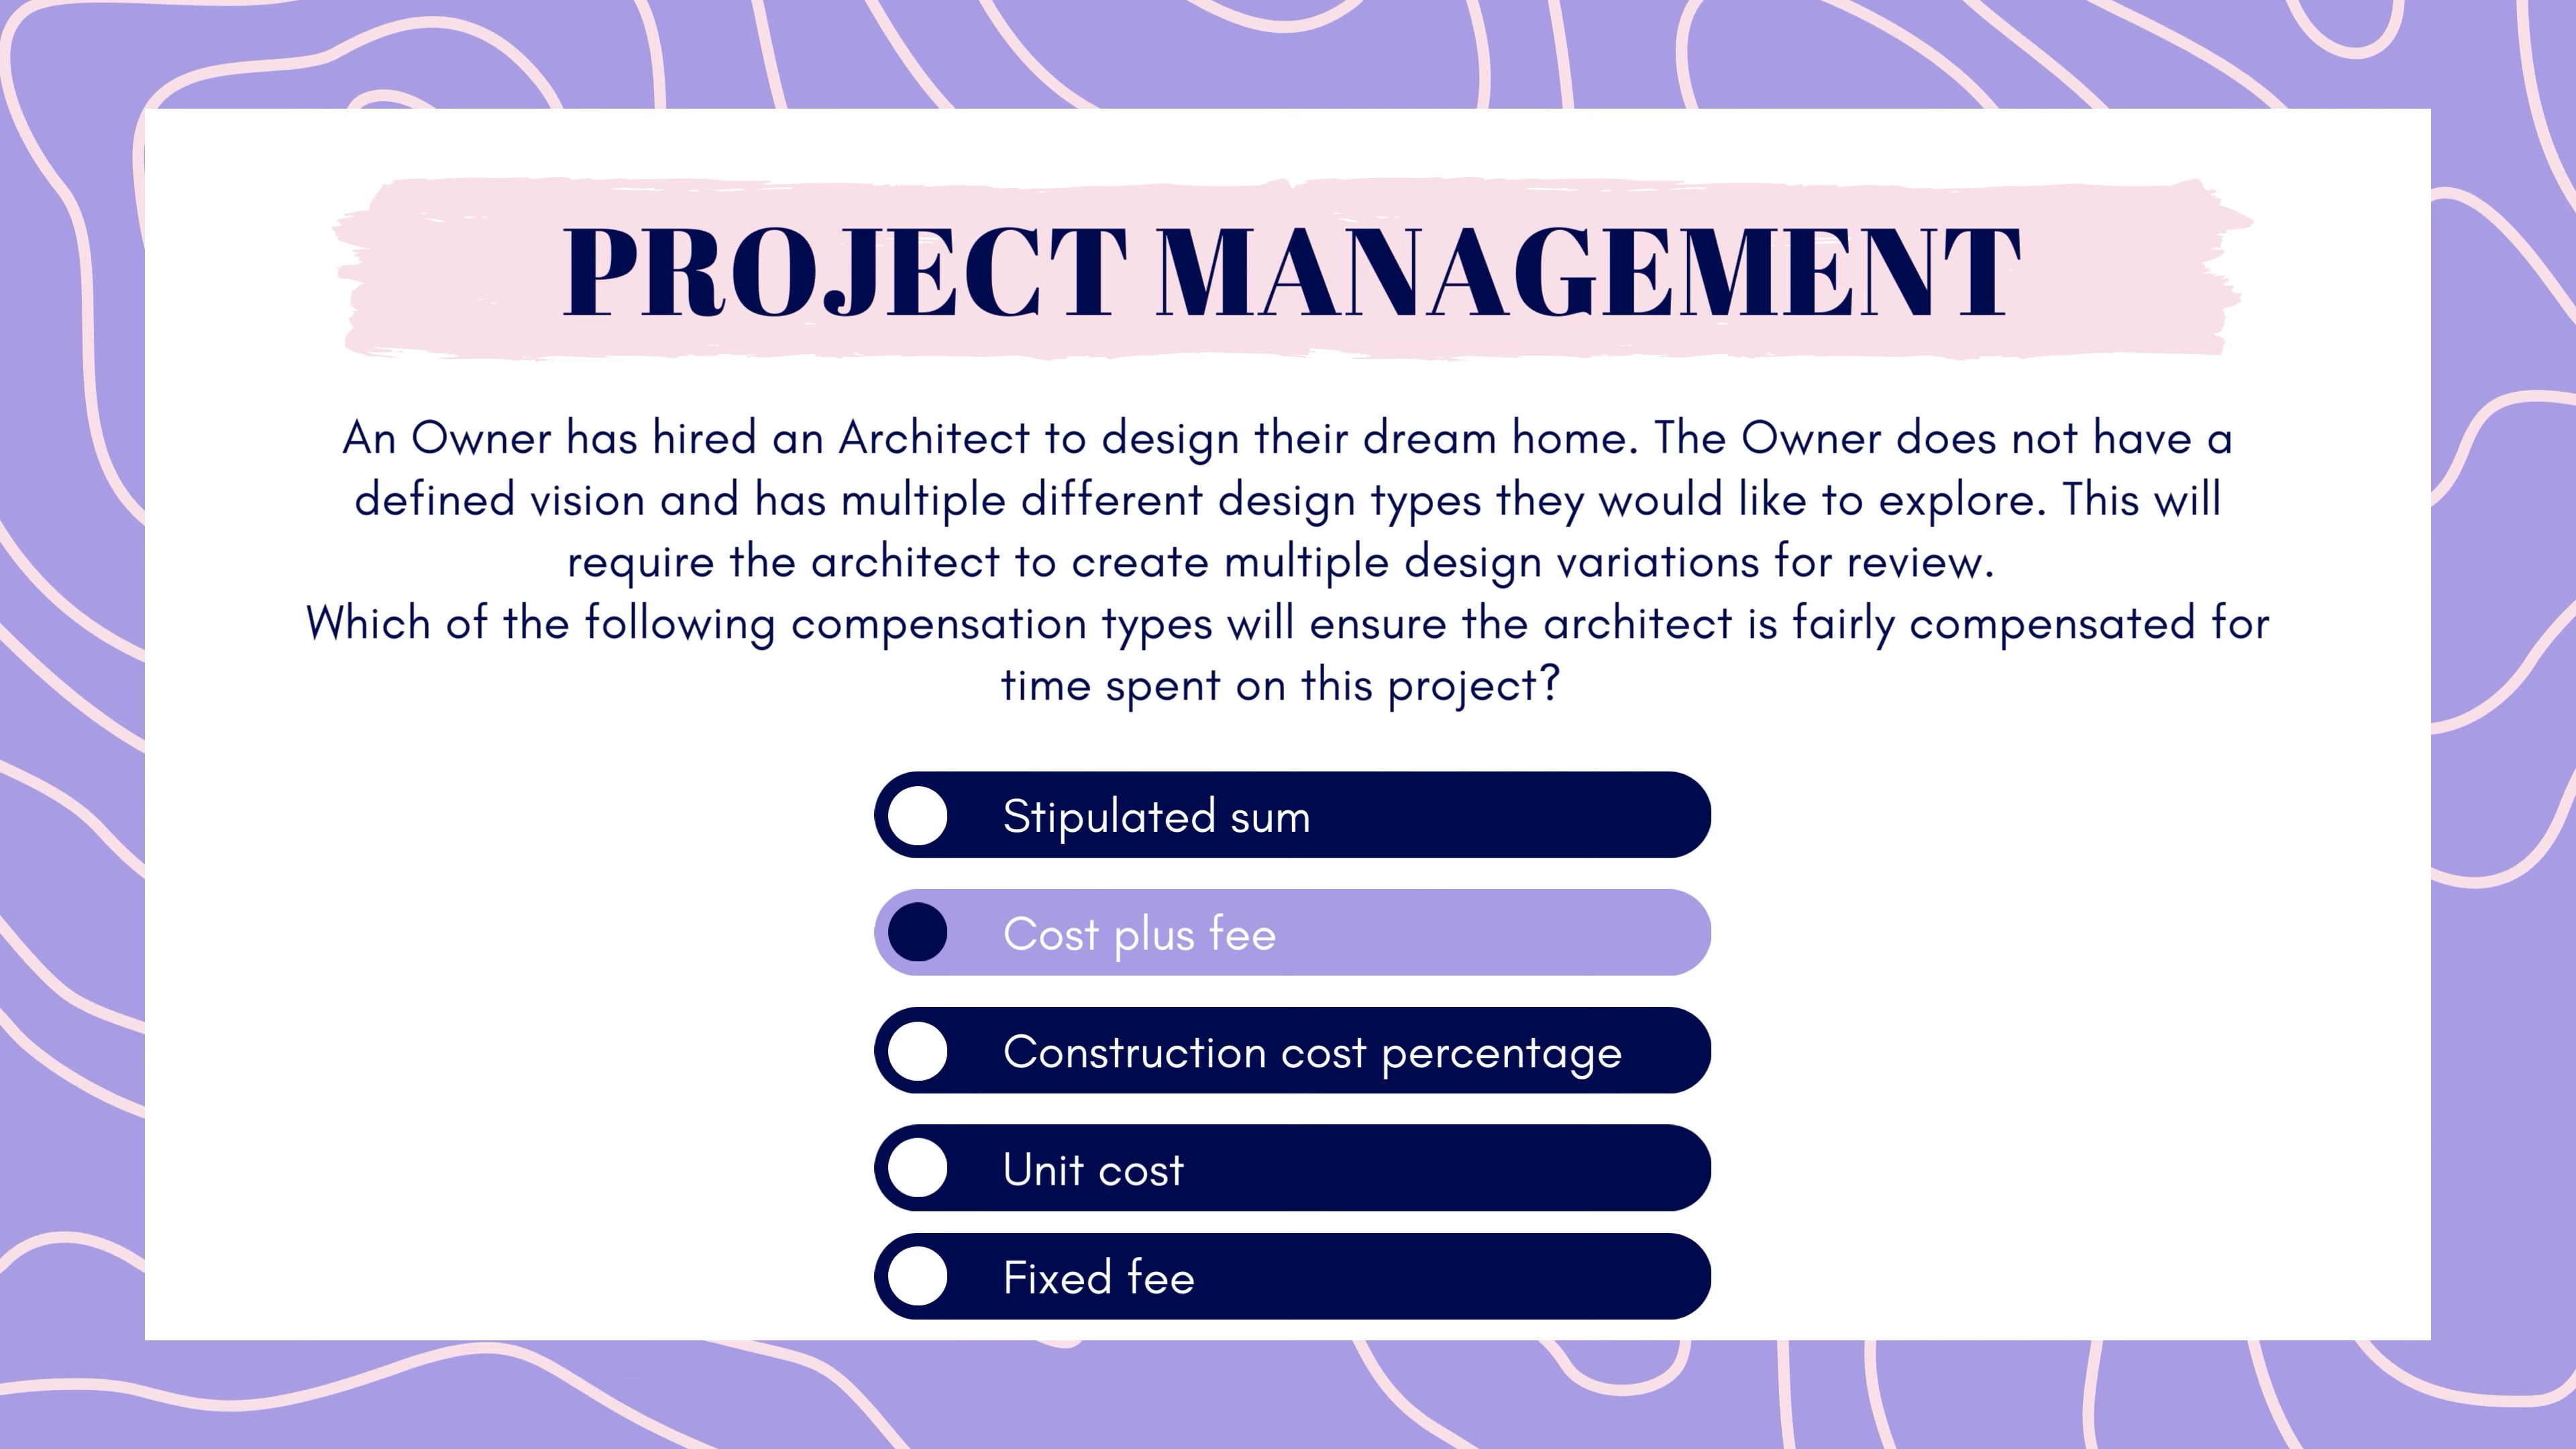 PROJECT MANAGEMENT
An Owner has hired an Architect to design their dream home. The Owner does not have a
defined vision and has multiple different design types they would like to explore. This will
require the architect to create multiple design variations for review.
Which of the following compensation types will ensure the architect is fairly compensated for
time spent on this project?
Stipulated sum
Cost plus fee
Construction cost percentage
Unit cost
Fixed fee